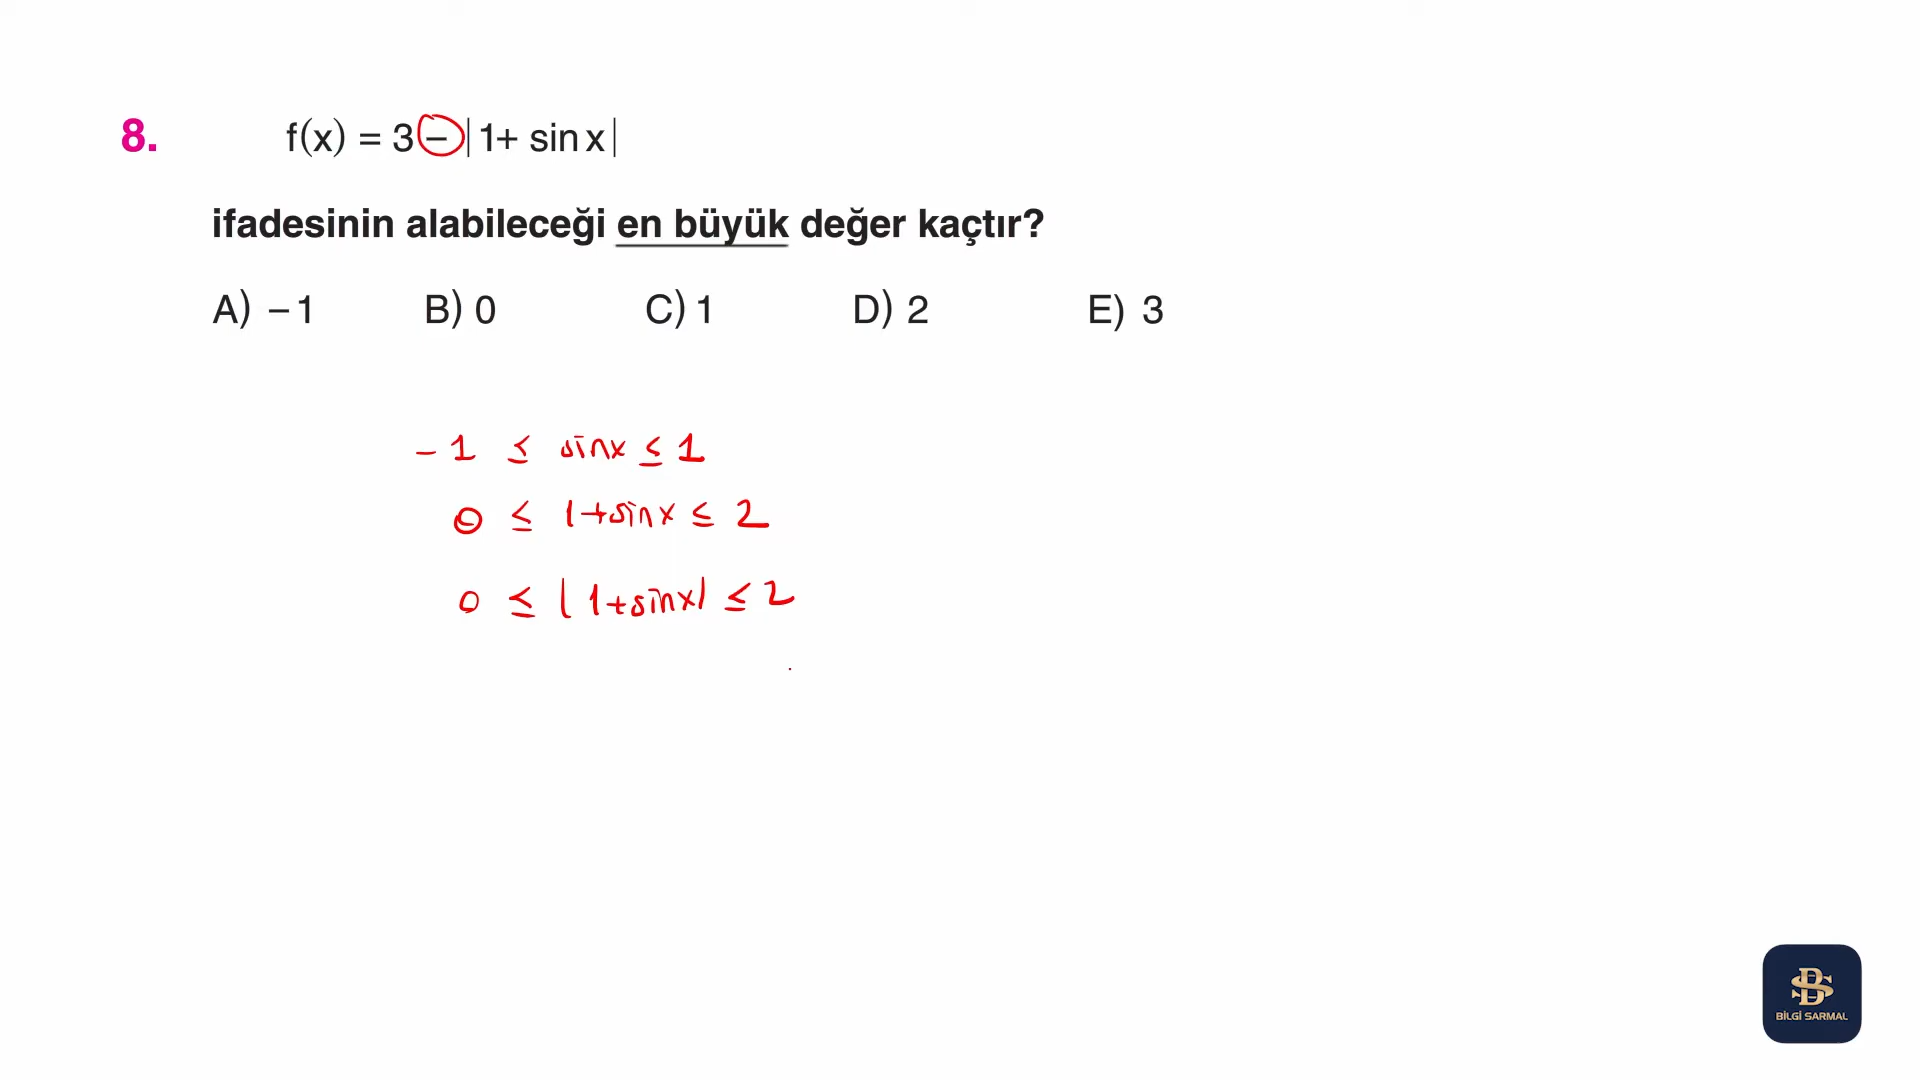 8. f(x) = 3 − |1+ sin x|
ifadesinin alabileceği en büyük değer kaçtır?
A) −1 B) 0 C) 1 D) 2 E) 3
-1 ≤ sinx ≤ 1
0 ≤ 1+sinx ≤ 2
0 ≤ |1+sinx| ≤ 2
BİLGİ SARMAL